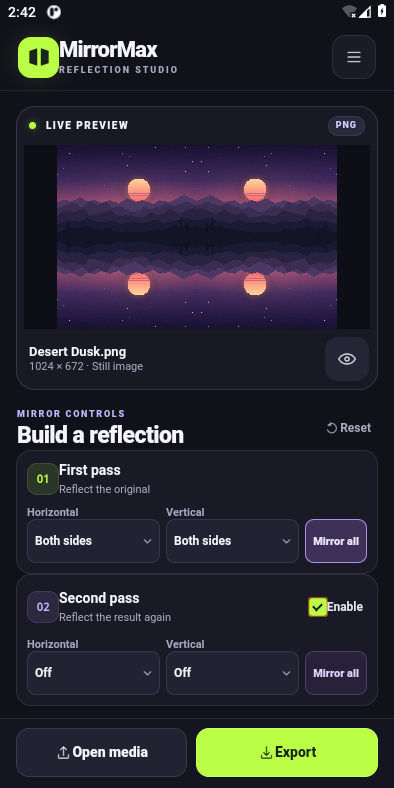 2:42
MirrorMax
REFLECTION STUDIO
LIVE PREVIEW
PNG
Desert Dusk.png
1024 × 672 · Still image
MIRROR CONTROLS
Build a reflection
Reset
01
First pass
Reflect the original
Horizontal
Vertical
Both sides
Both sides
Mirror all
02
Second pass
Reflect the result again
Enable
Horizontal
Vertical
Off
Off
Mirror all
Open media
Export